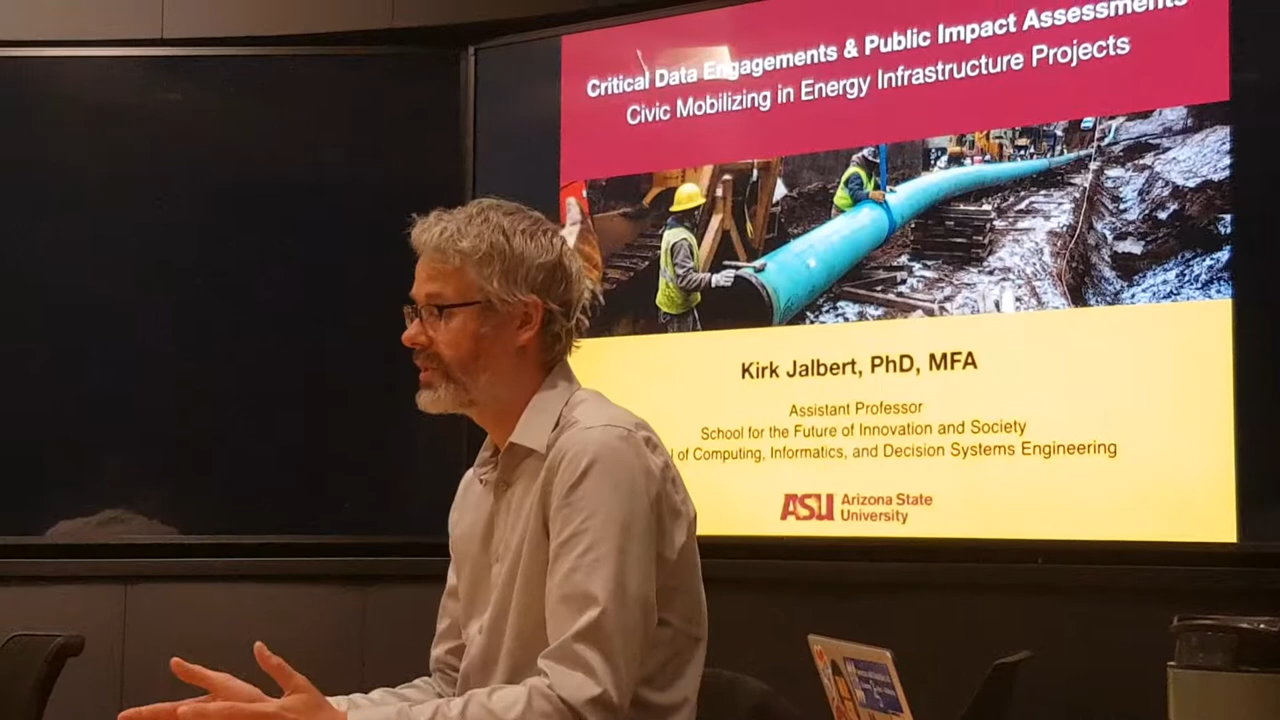 Critical Data Engagements & Public Impact Assessments
Civic Mobilizing in Energy Infrastructure Projects
Kirk Jalbert, PhD, MFA
Assistant Professor
School for the Future of Innovation and Society
of Computing, Informatics, and Decision Systems Engineering
ASU Arizona State
University